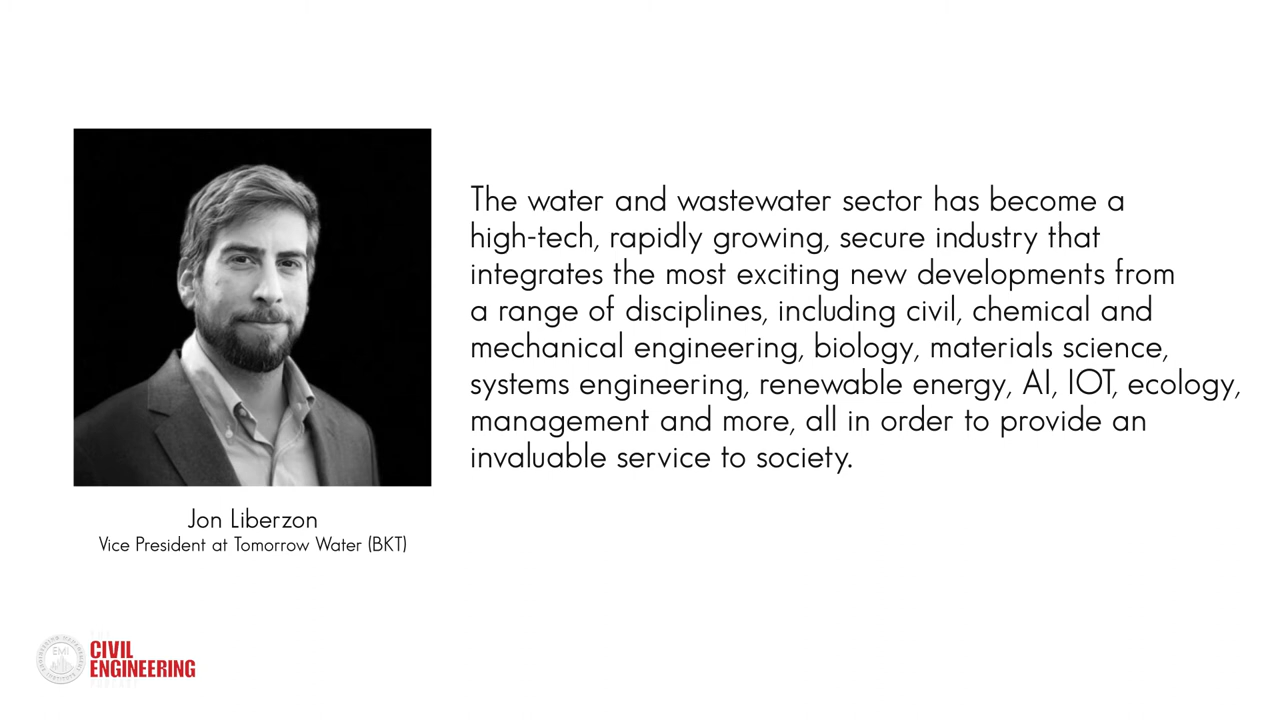 The water and wastewater sector has become a
high-tech, rapidly growing, secure industry that
integrates the most exciting new developments from
a range of disciplines, including civil, chemical and
mechanical engineering, biology, materials science,
systems engineering, renewable energy, AI, IOT, ecology,
management and more, all in order to provide an
invaluable service to society.
Jon Liberzon
Vice President at Tomorrow Water (BKT)
EMI
CIVIL
ENGINEERING